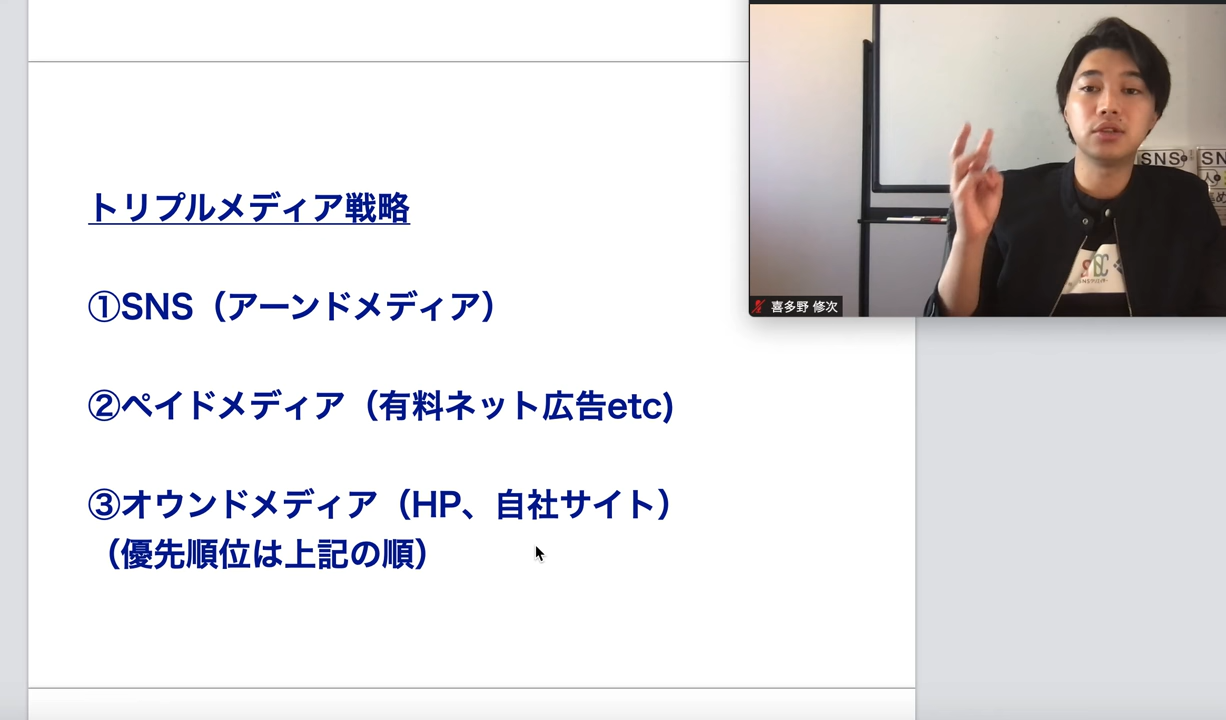 トリプルメディア戦略
①SNS（アーンドメディア）
②ペイドメディア（有料ネット広告etc)
③オウンドメディア（HP、自社サイト）
（優先順位は上記の順）
喜多野 修次
SNS
SN